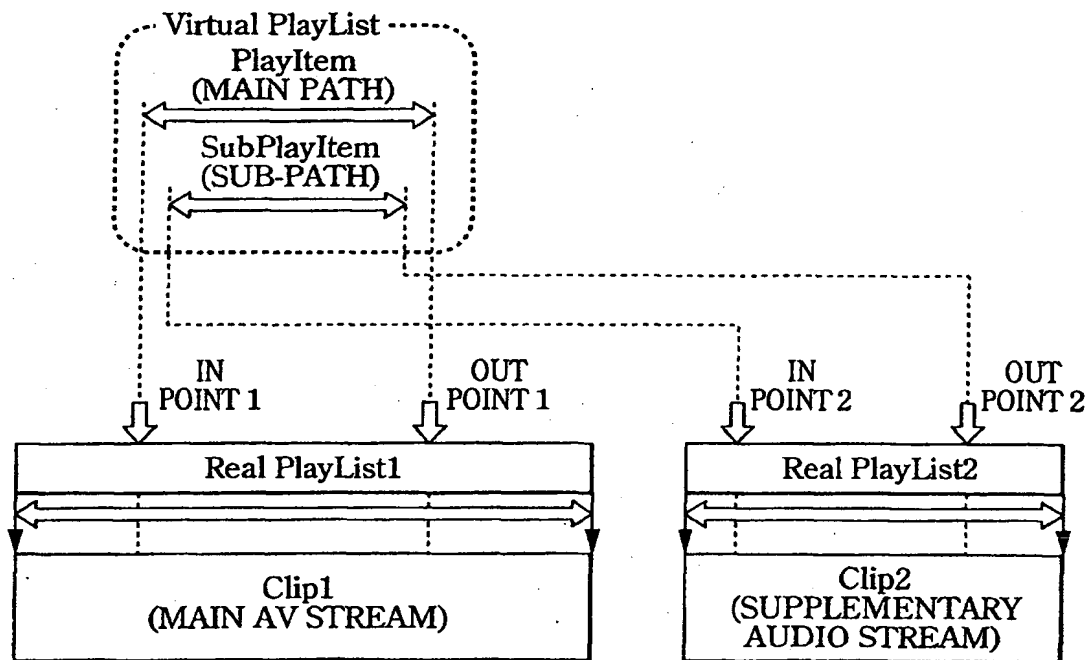 Virtual PlayList
PlayItem
(MAIN PATH)
SubPlayItem
(SUB-PATH)
IN
POINT 1
OUT
POINT 1
IN
POINT 2
OUT
POINT 2
Real PlayList1
Real PlayList2
Clip1
(MAIN AV STREAM)
Clip2
(SUPPLEMENTARY
AUDIO STREAM)